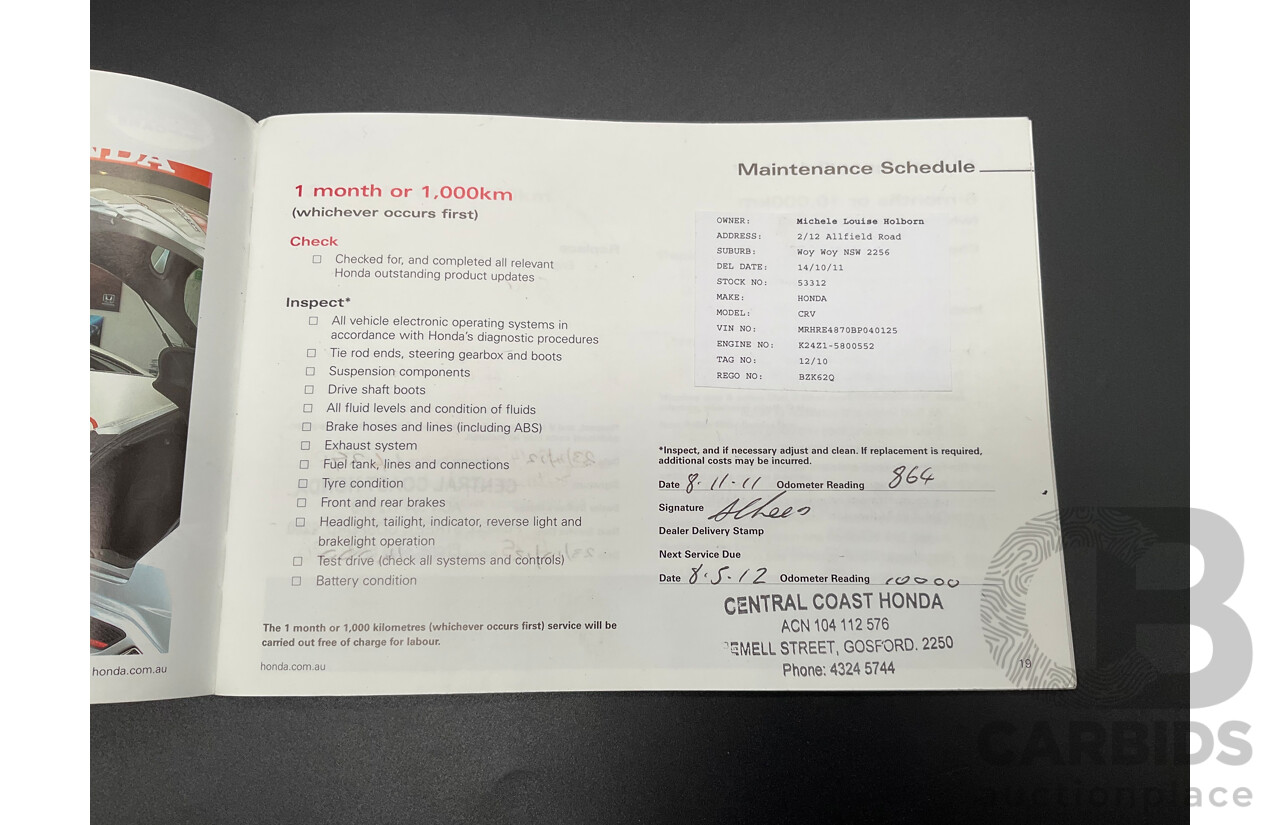 honda.com.au
Maintenance Schedule
1 month or 1,000km
(whichever occurs first)
Check
Checked for, and completed all relevant
Honda outstanding product updates
Inspect*
All vehicle electronic operating systems in
accordance with Honda's diagnostic procedures
Tie rod ends, steering gearbox and boots
Suspension components
Drive shaft boots
All fluid levels and condition of fluids
Brake hoses and lines (including ABS)
Exhaust system
Fuel tank, lines and connections
Tyre condition
Front and rear brakes
Headlight, tailight, indicator, reverse light and
brakelight operation
Test drive (check all systems and controls)
Battery condition
The 1 month or 1,000 kilometres (whichever occurs first) service will be
carried out free of charge for labour.
honda.com.au
OWNER: Michele Louise Holborn
ADDRESS: 2/12 Allfield Road
SUBURB: Woy Woy NSW 2256
DEL DATE: 14/10/11
STOCK NO: 53312
MAKE: HONDA
MODEL: CRV
VIN NO: MRHRE4870BP040125
ENGINE NO: K24Z1-5800552
TAG NO: 12/10
REGO NO: BZK62Q
*Inspect, and if necessary adjust and clean. If replacement is required,
additional costs may be incurred.
Date 8.11.11 Odometer Reading 864
Signature
Dealer Delivery Stamp
Next Service Due
Date 8.5.12 Odometer Reading 10000
CENTRAL COAST HONDA
ACN 104 112 576
STREET, GOSFORD. 2250
Phone: 4324 5744
19
CB
CARBIDS
auctionplace